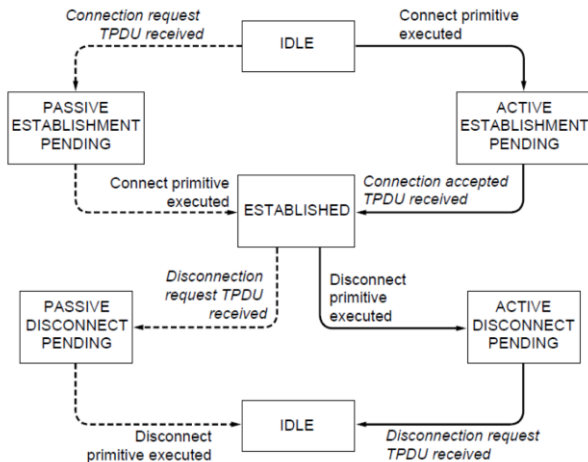 Connection request
TPDU received
IDLE
Connect primitive
executed
PASSIVE
ESTABLISHMENT
PENDING
ACTIVE
ESTABLISHMENT
PENDING
Connect primitive
executed
ESTABLISHED
Connection accepted
TPDU received
PASSIVE
DISCONNECT
PENDING
Disconnection
request TPDU
received
Disconnect
primitive
executed
ACTIVE
DISCONNECT
PENDING
Disconnect
primitive executed
IDLE
Disconnection request
TPDU received